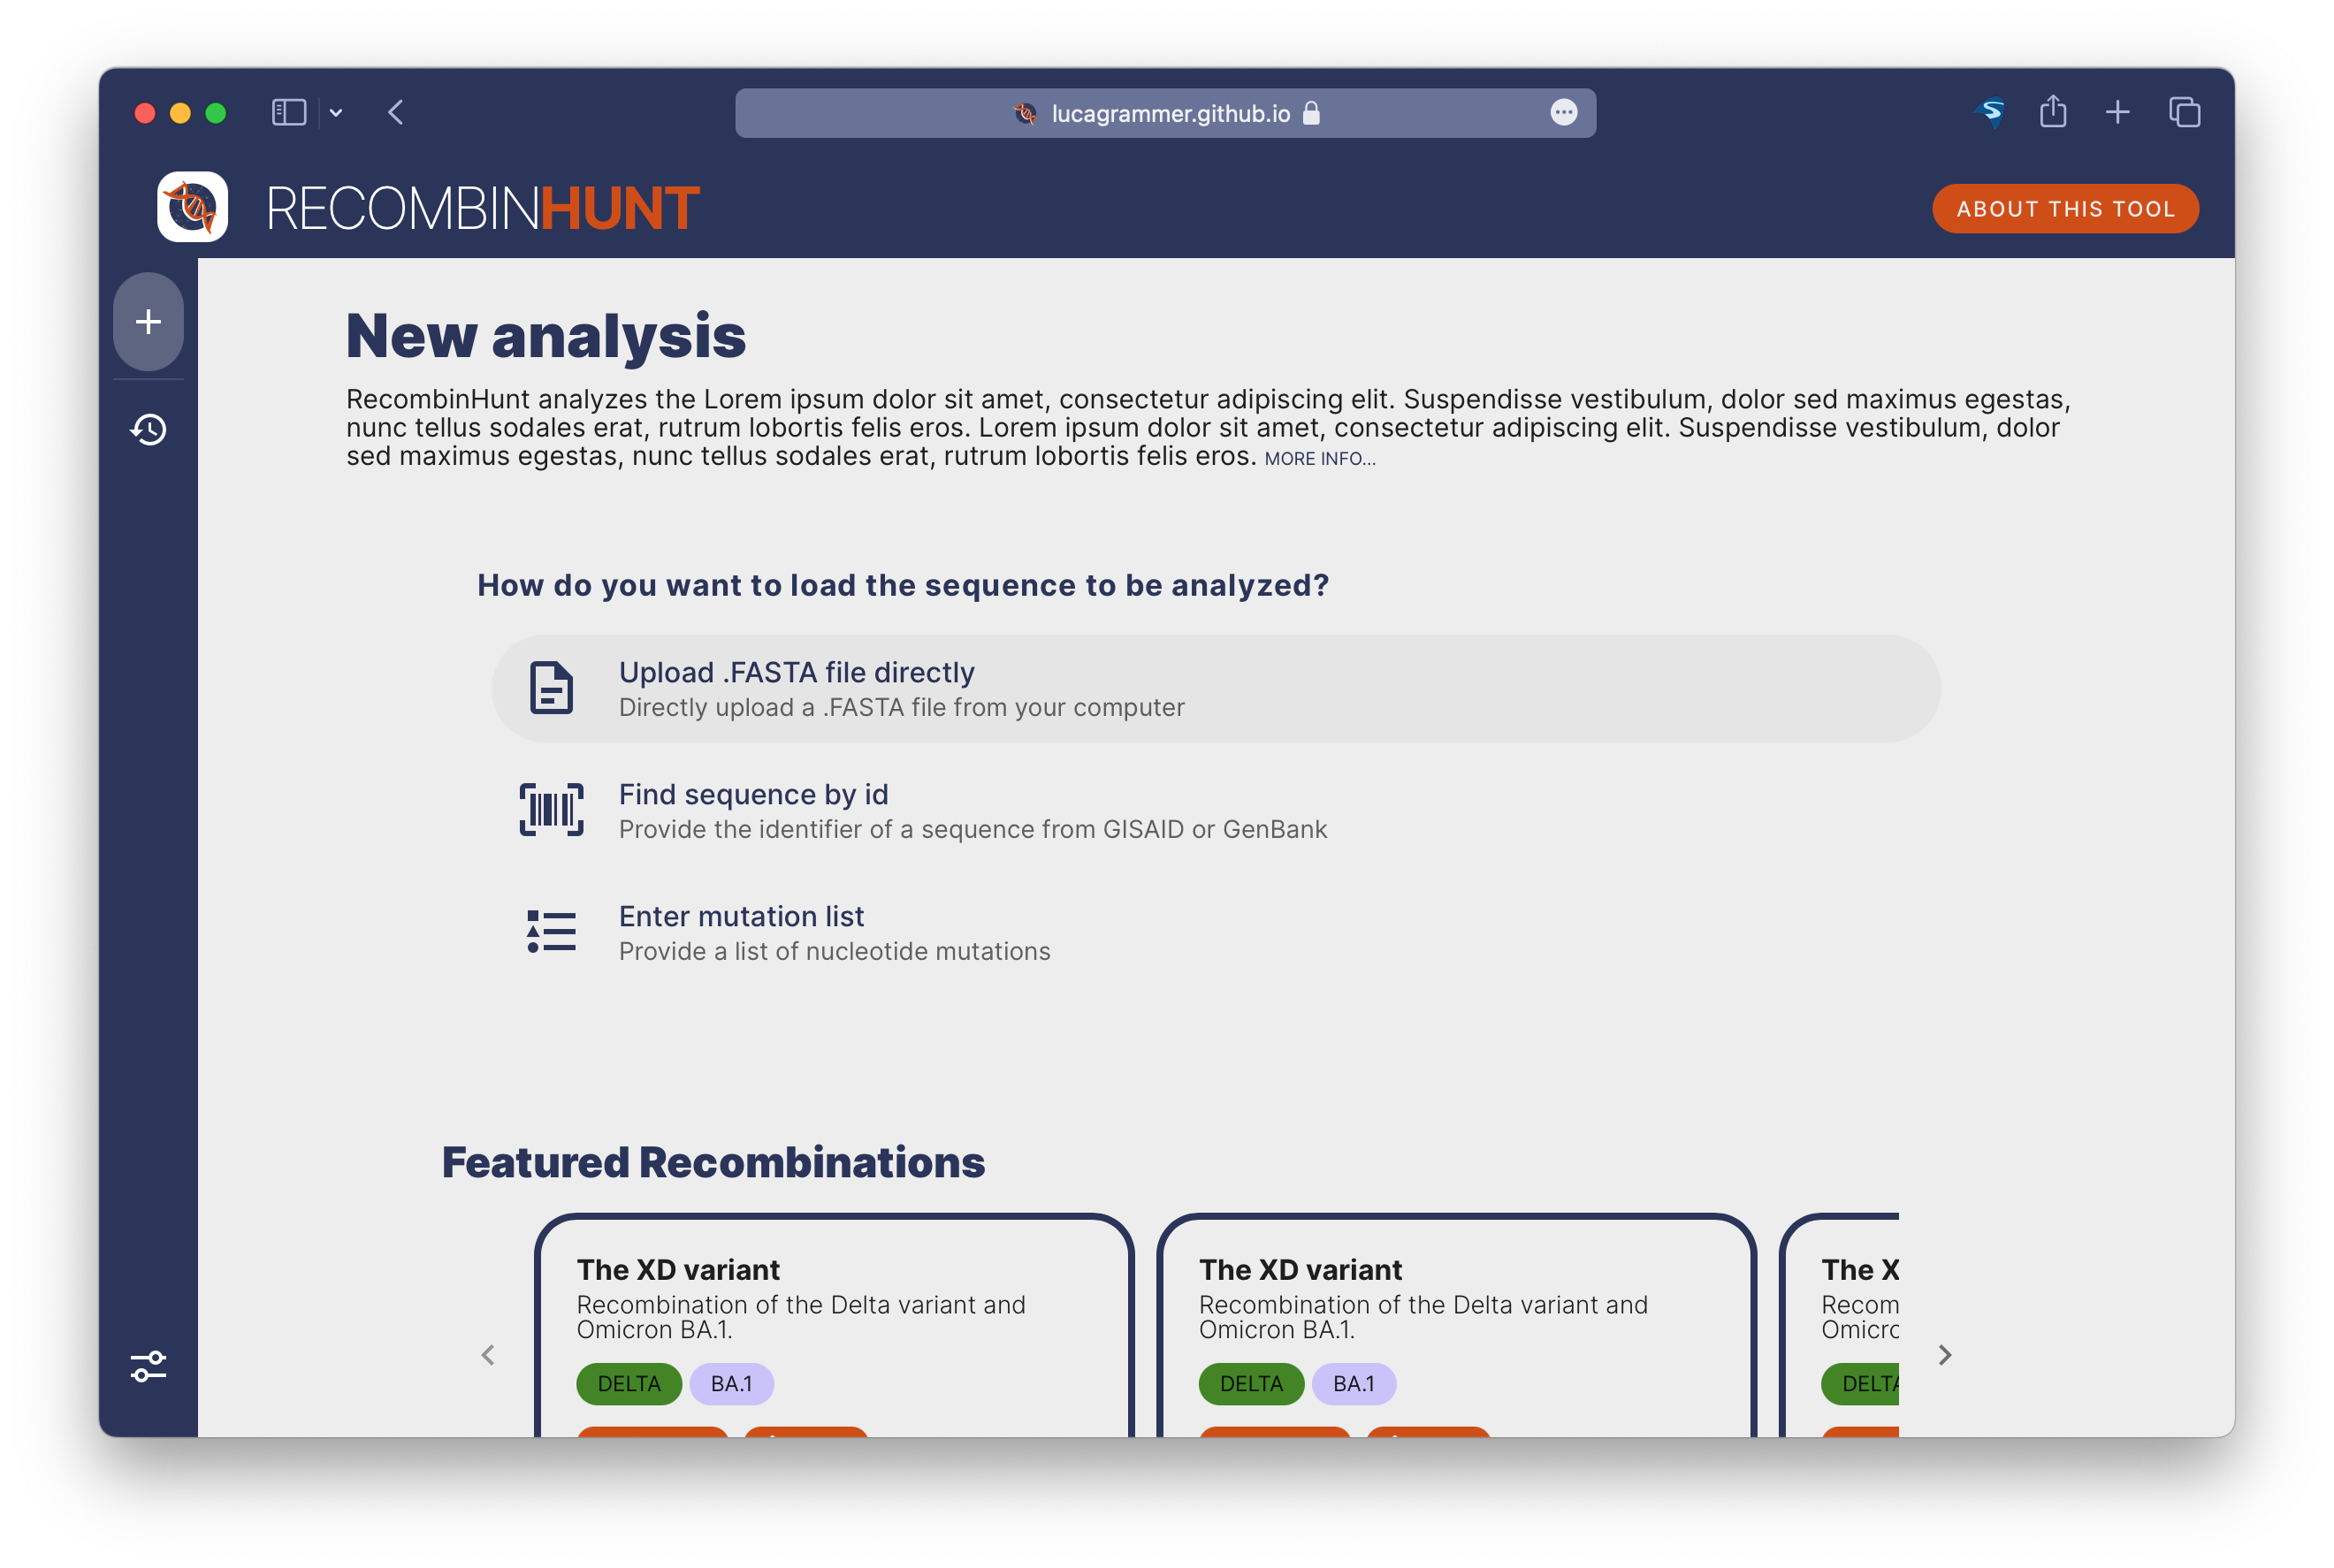 lucagrammer.github.io
RECOMBINHUNT
ABOUT THIS TOOL
New analysis
RecombinHunt analyzes the Lorem ipsum dolor sit amet, consectetur adipiscing elit. Suspendisse vestibulum, dolor sed maximus egestas,
nunc tellus sodales erat, rutrum lobortis felis eros. Lorem ipsum dolor sit amet, consectetur adipiscing elit. Suspendisse vestibulum, dolor
sed maximus egestas, nunc tellus sodales erat, rutrum lobortis felis eros. MORE INFO...
How do you want to load the sequence to be analyzed?
Upload .FASTA file directly
Directly upload a .FASTA file from your computer
Find sequence by id
Provide the identifier of a sequence from GISAID or GenBank
Enter mutation list
Provide a list of nucleotide mutations
Featured Recombinations
The XD variant
Recombination of the Delta variant and
Omicron BA.1.
DELTA BA.1
The XD variant
Recombination of the Delta variant and
Omicron BA.1.
DELTA BA.1
The X
Recom
Omicro
DELTA